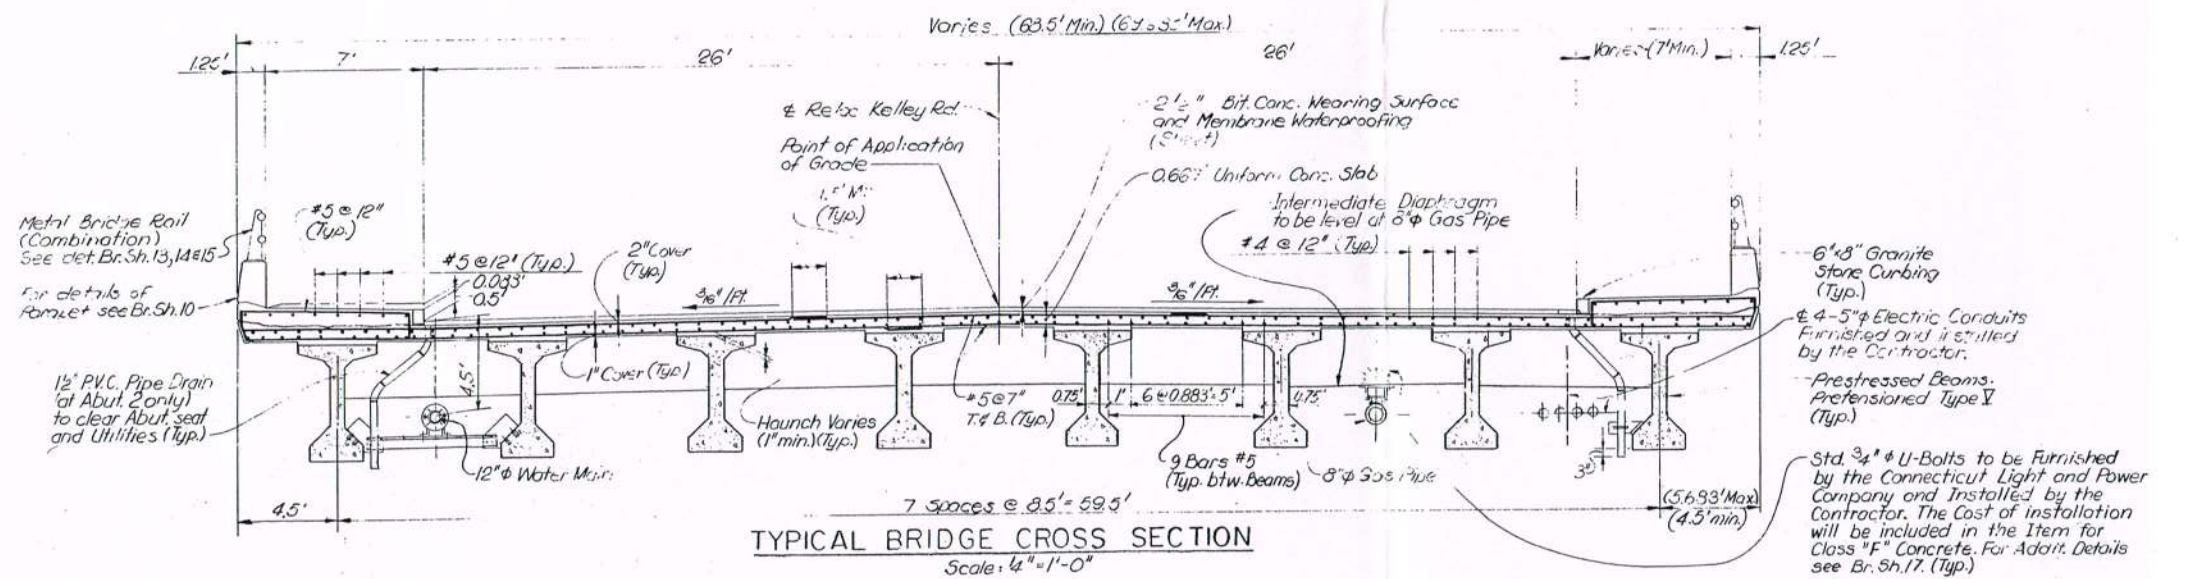 Varies (68.5' Min.) Max.)
1.25'
7'
26'
26'
Varies (7' Min.)
1.25'
℄ Reloc Kelley Rd.
Point of Application
of Grade
2 ½" Bit. Conc. Wearing Surface
and Membrane Waterproofing
0.667' Uniform Conc. Slab
Intermediate Diaphragm
to be level at 8"φ Gas Pipe
#4 @ 12" (Typ.)
(Typ.)
#5 @ 12"
(Typ.)
Metal Bridge Rail
(Combination)
See det. Br. Sh. 13, 14 & 15
For details of
Parapet see Br. Sh. 10
#5 @ 12" (Typ.)
0.083'
0.5'
2" Cover
(Typ.)
3/16"/Ft.
3/16"/Ft.
6"x8" Granite
Stone Curbing
(Typ.)
℄ 4-5"φ Electric Conduits
Furnished and installed
by the Contractor.
Prestressed Beams.
Pretensioned Type V
(Typ.)
1½" P.V.C. Pipe Drain
(at Abut. 2 only)
to clear Abut. seat
and Utilities (Typ.)
4.5'
1" Cover (Typ.)
Haunch Varies
(1" min.) (Typ.)
#5 @ 7"
T. & B. (Typ.)
0.75'
1'
6 @ 0.883' = 5'
0.75'
9 Bars #5
(Typ. btw. Beams)
8"φ Gas Pipe
12"φ Water Main
3"
Std. ¾" φ U-Bolts to be Furnished
by the Connecticut Light and Power
Company and Installed by the
Contractor. The Cost of installation
will be included in the Item for
Class "F" Concrete. For Addit. Details
see Br. Sh. 17. (Typ.)
4.5'
7 Spaces @ 8.5' = 59.5'
(5.683' Max)
(4.5' min.)
TYPICAL BRIDGE CROSS SECTION
Scale: ¼" = 1'-0"